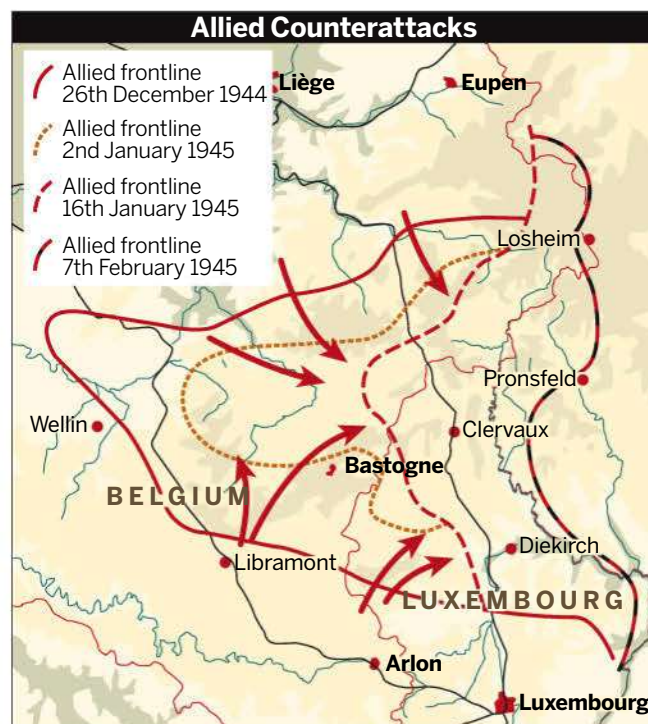 Allied Counterattacks
Allied frontline
26th December 1944
Allied frontline
2nd January 1945
Allied frontline
16th January 1945
Allied frontline
7th February 1945
Liège
Eupen
Losheim
Pronsfeld
Wellin
Clervaux
Bastogne
BELGIUM
Diekirch
Libramont
LUXEMBOURG
Arlon
Luxembourg